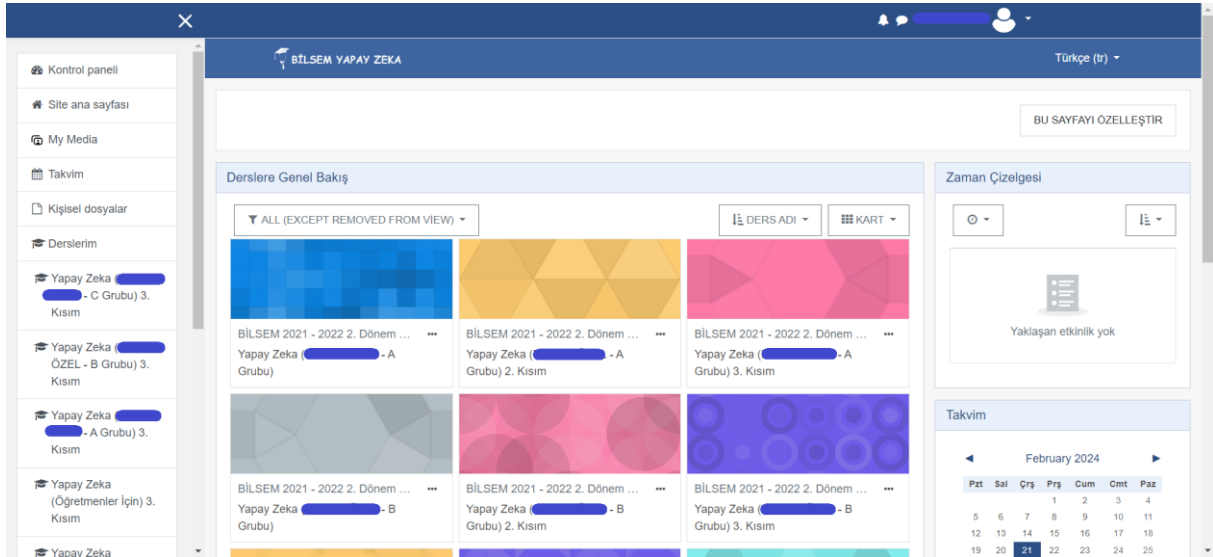 BİLSEM YAPAY ZEKA
Türkçe (tr)
Kontrol paneli
Site ana sayfası
My Media
Takvim
Kişisel dosyalar
Derslerim
Yapay Zeka (
- C Grubu) 3.
Kısım
Yapay Zeka (
ÖZEL - B Grubu) 3.
Kısım
Yapay Zeka (
- A Grubu) 3.
Kısım
Yapay Zeka
(Öğretmenler İçin) 3.
Kısım
Yapay Zeka
BU SAYFAYI ÖZELLEŞTİR
Derslere Genel Bakış
ALL (EXCEPT REMOVED FROM VİEW)
DERS ADI
KART
BİLSEM 2021 - 2022 2. Dönem ...
Yapay Zeka ( - A
Grubu)
BİLSEM 2021 - 2022 2. Dönem ...
Yapay Zeka ( - A
Grubu) 2. Kısım
BİLSEM 2021 - 2022 2. Dönem ...
Yapay Zeka ( - A
Grubu) 3. Kısım
BİLSEM 2021 - 2022 2. Dönem ...
Yapay Zeka ( - B
Grubu)
BİLSEM 2021 - 2022 2. Dönem ...
Yapay Zeka ( - B
Grubu) 2. Kısım
BİLSEM 2021 - 2022 2. Dönem ...
Yapay Zeka ( - B
Grubu) 3. Kısım
Zaman Çizelgesi
Yaklaşan etkinlik yok
Takvim
February 2024
Pzt Sal Çrş Prş Cum Cmt Paz
1 2 3 4
5 6 7 8 9 10 11
12 13 14 15 16 17 18
19 20 21 22 23 24 25